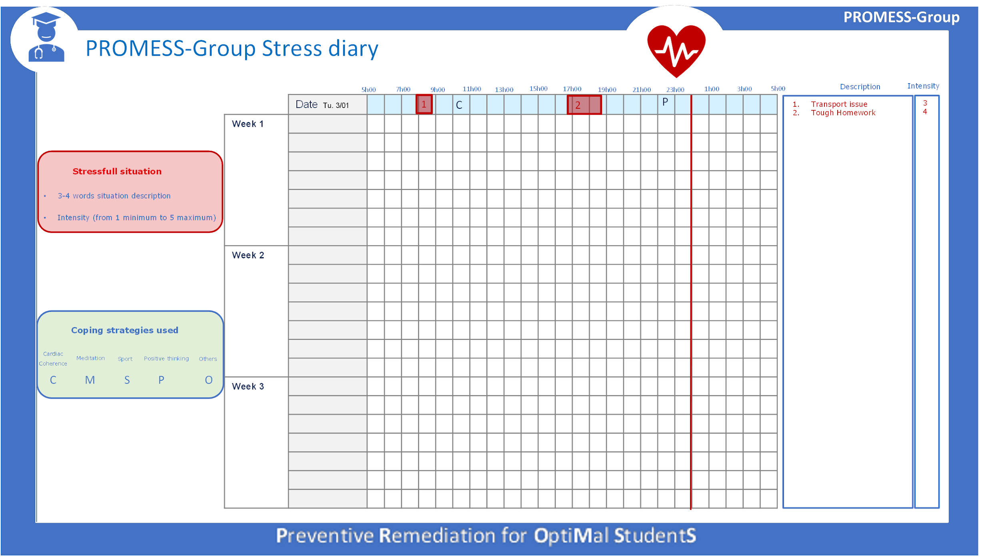 PROMESS-Group
PROMESS-Group Stress diary
5h00 7h00 9h00 11h00 13h00 15h00 17h00 19h00 21h00 23h00 1h00 3h00 5h00 Description Intensity
Date Tu. 3/01 1 C 2 P
1. Transport issue 3
2. Tough Homework 4
Week 1
Stressfull situation
• 3-4 words situation description
• Intensity (from 1 minimum to 5 maximum)
Week 2
Coping strategies used
Cardiac Coherence Meditation Sport Positive thinking Others
C M S P O
Week 3
Preventive Remediation for OptiMal StudentS